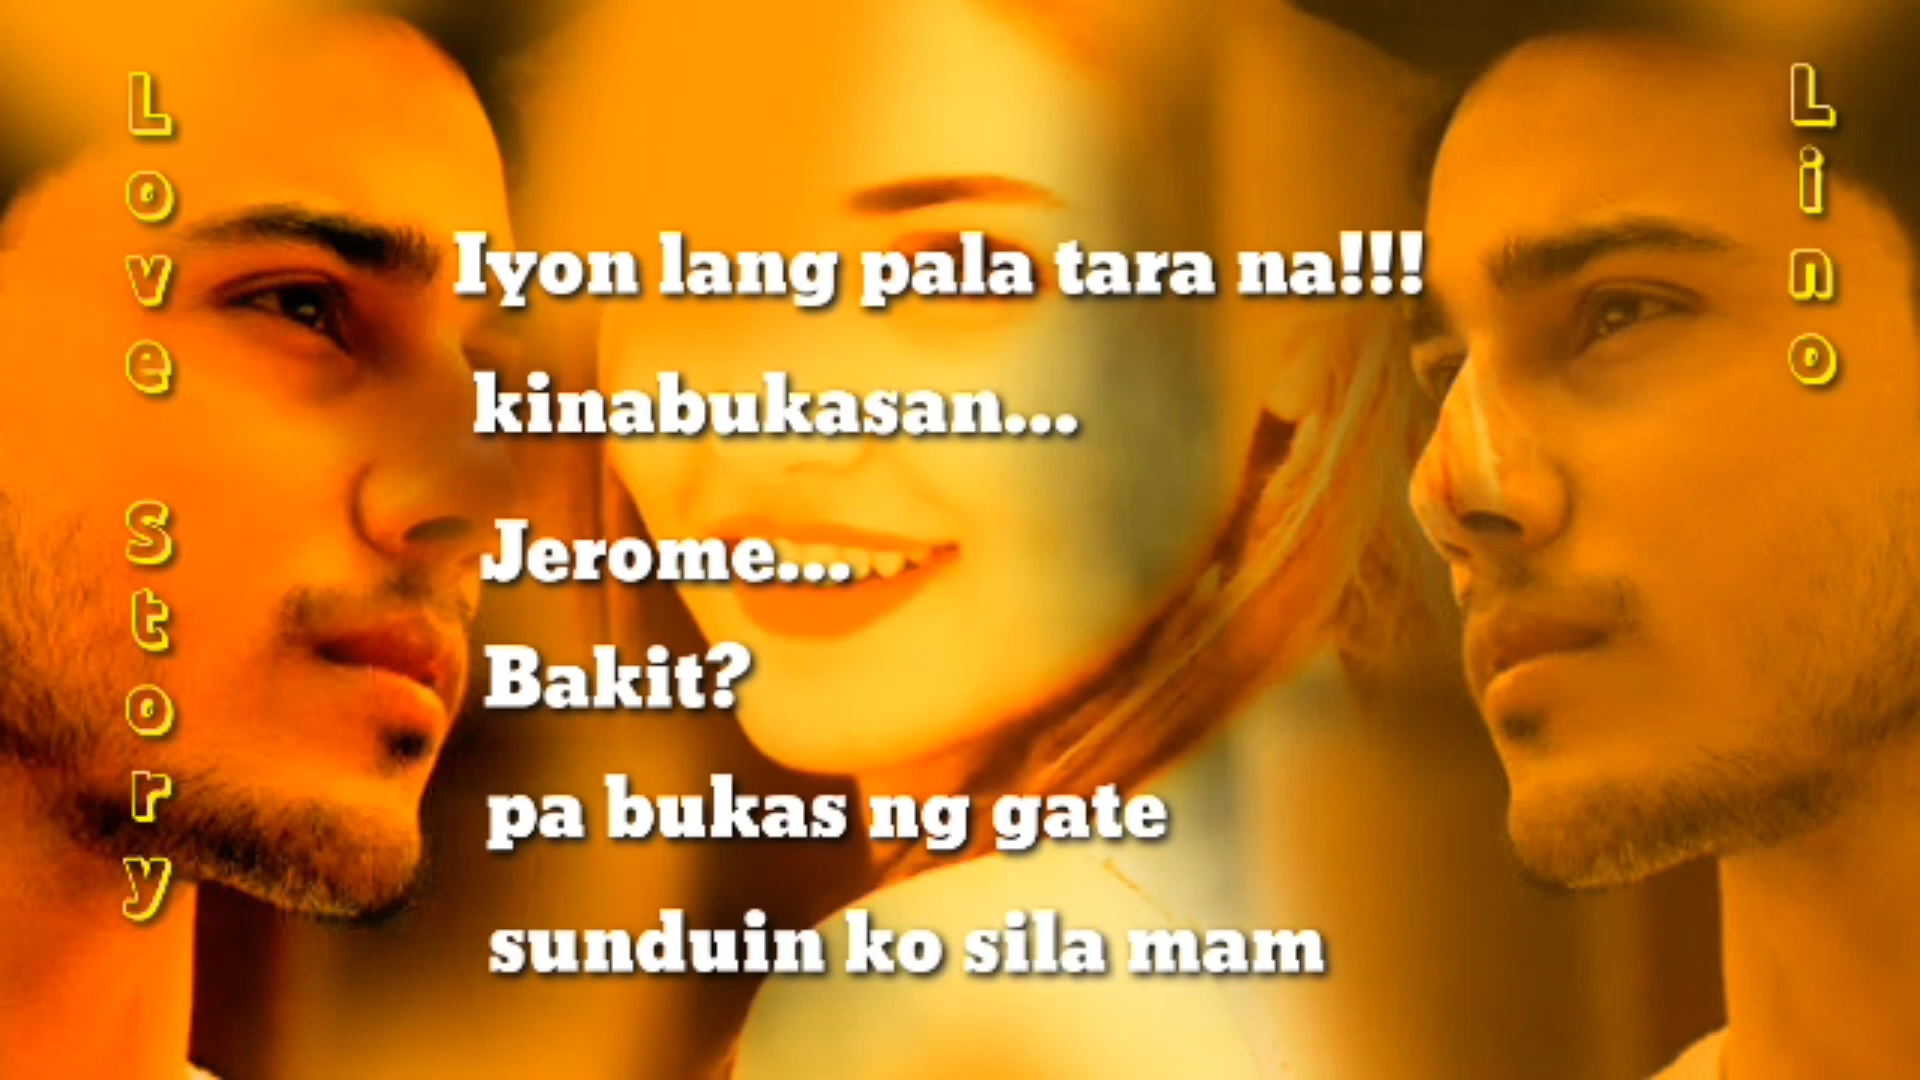 Love Story
Lino
Iyon lang pala tara na!!!
kinabukasan...
Jerome...
Bakit?
pa bukas ng gate
sunduin ko sila mam